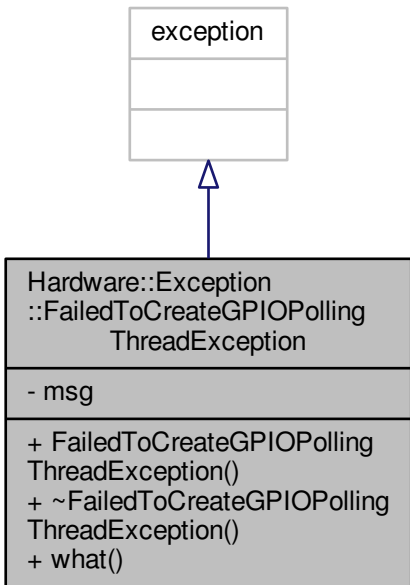 exception
Hardware::Exception
::FailedToCreateGPIOPolling
ThreadException
- msg
+ FailedToCreateGPIOPolling
ThreadException()
+ ~FailedToCreateGPIOPolling
ThreadException()
+ what()